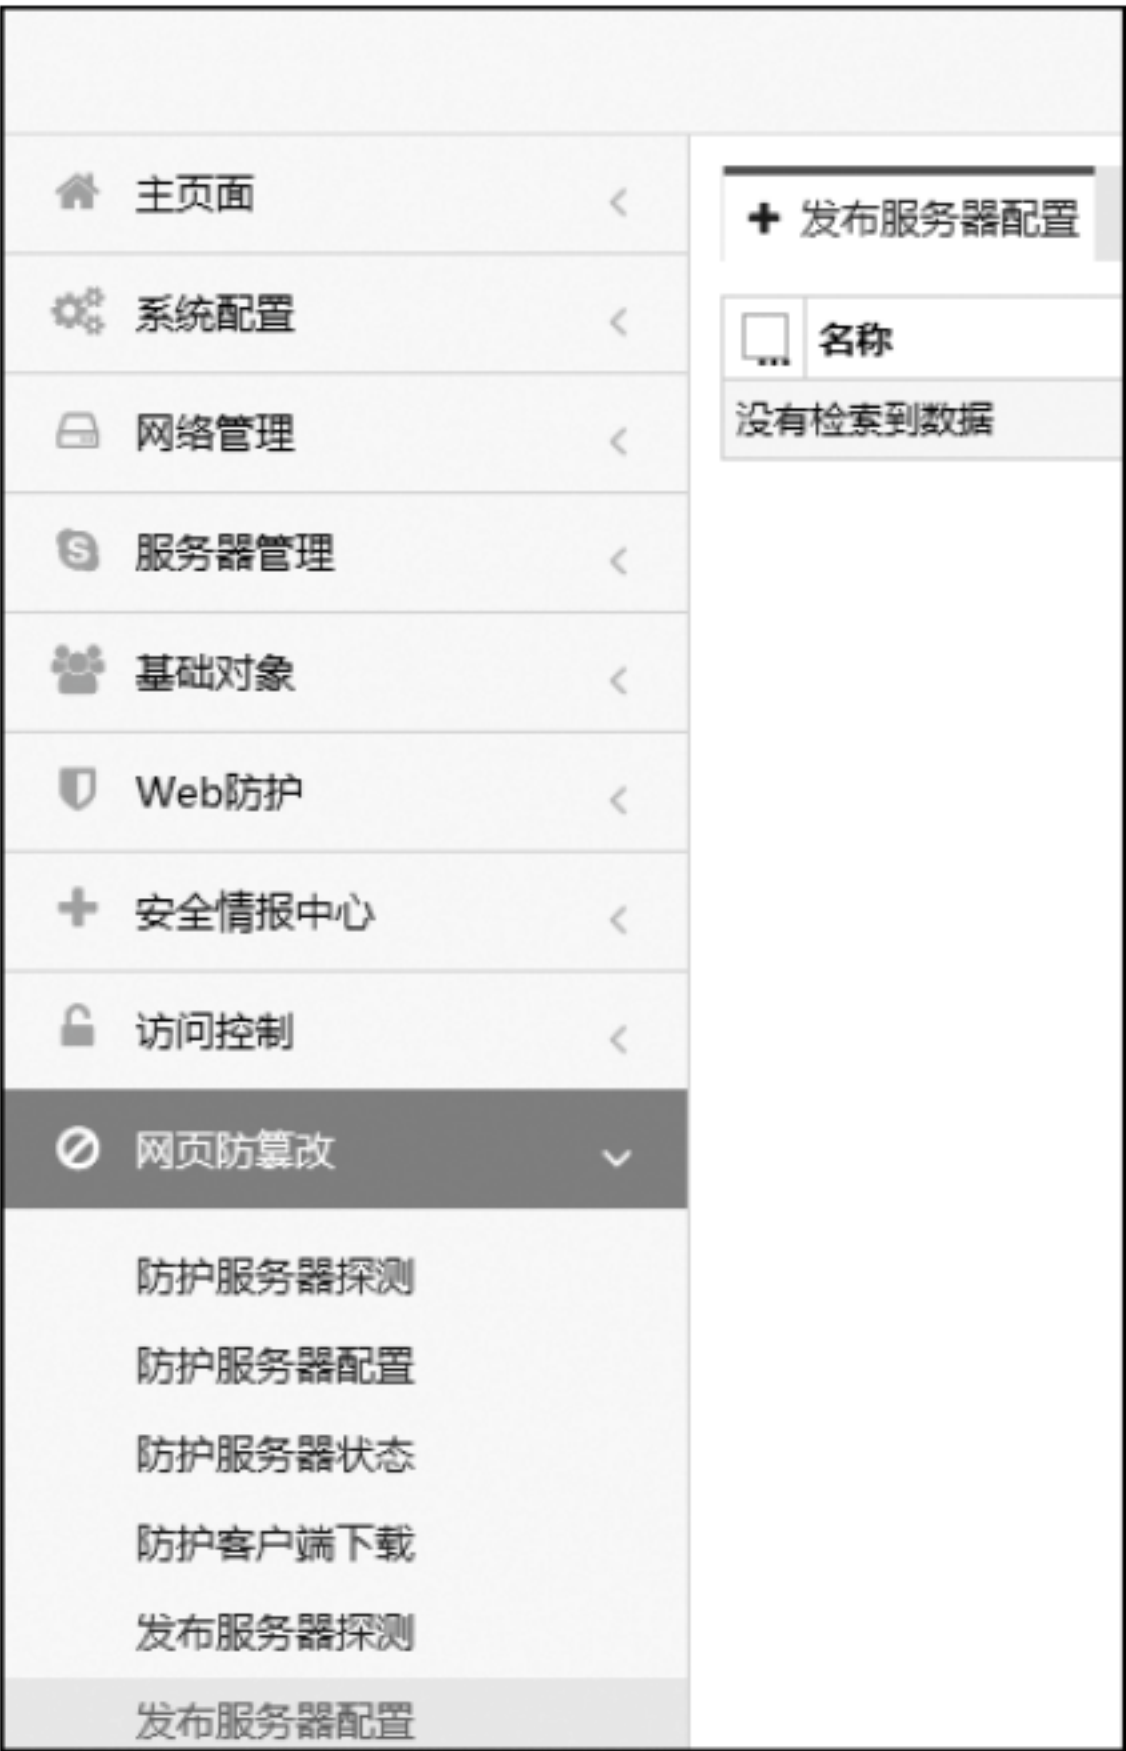 主页面
系统配置
网络管理
服务器管理
基础对象
Web防护
安全情报中心
访问控制
网页防篡改
防护服务器探测
防护服务器配置
防护服务器状态
防护客户端下载
发布服务器探测
发布服务器配置
发布服务器配置
名称
没有检索到数据